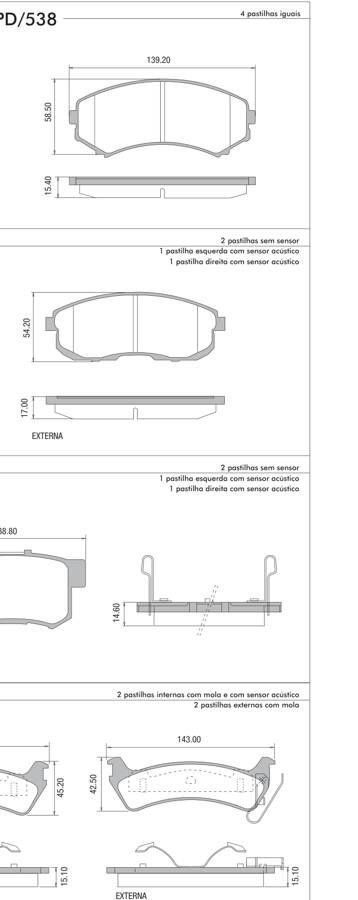 PD/538
4 pastilhas iguais
139.20
58.50
15.40
2 pastilhas sem sensor
1 pastilha esquerda com sensor acústico
1 pastilha direita com sensor acústico
54.20
17.00
EXTERNA
2 pastilhas sem sensor
1 pastilha esquerda com sensor acústico
1 pastilha direita com sensor acústico
38.80
14.60
2 pastilhas internas com mola e com sensor acústico
2 pastilhas externas com mola
143.00
45.20
42.50
15.10
15.10
EXTERNA